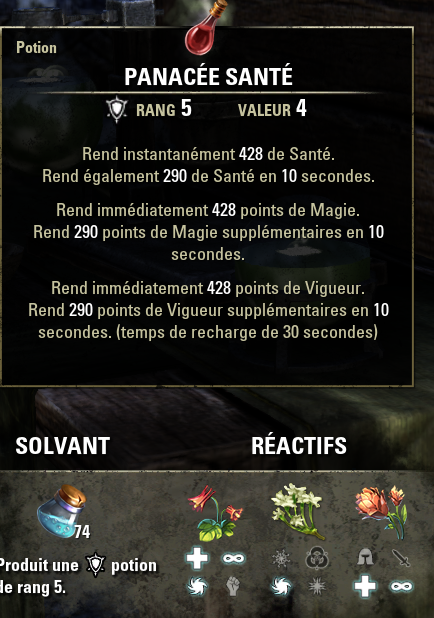 Potion
PANACÉE SANTÉ
RANG 5 VALEUR 4
Rend instantanément 428 de Santé.
Rend également 290 de Santé en 10 secondes.
Rend immédiatement 428 points de Magie.
Rend 290 points de Magie supplémentaires en 10
secondes.
Rend immédiatement 428 points de Vigueur.
Rend 290 points de Vigueur supplémentaires en 10
secondes. (temps de recharge de 30 secondes)
SOLVANT RÉACTIFS
74
Produit une potion
de rang 5.